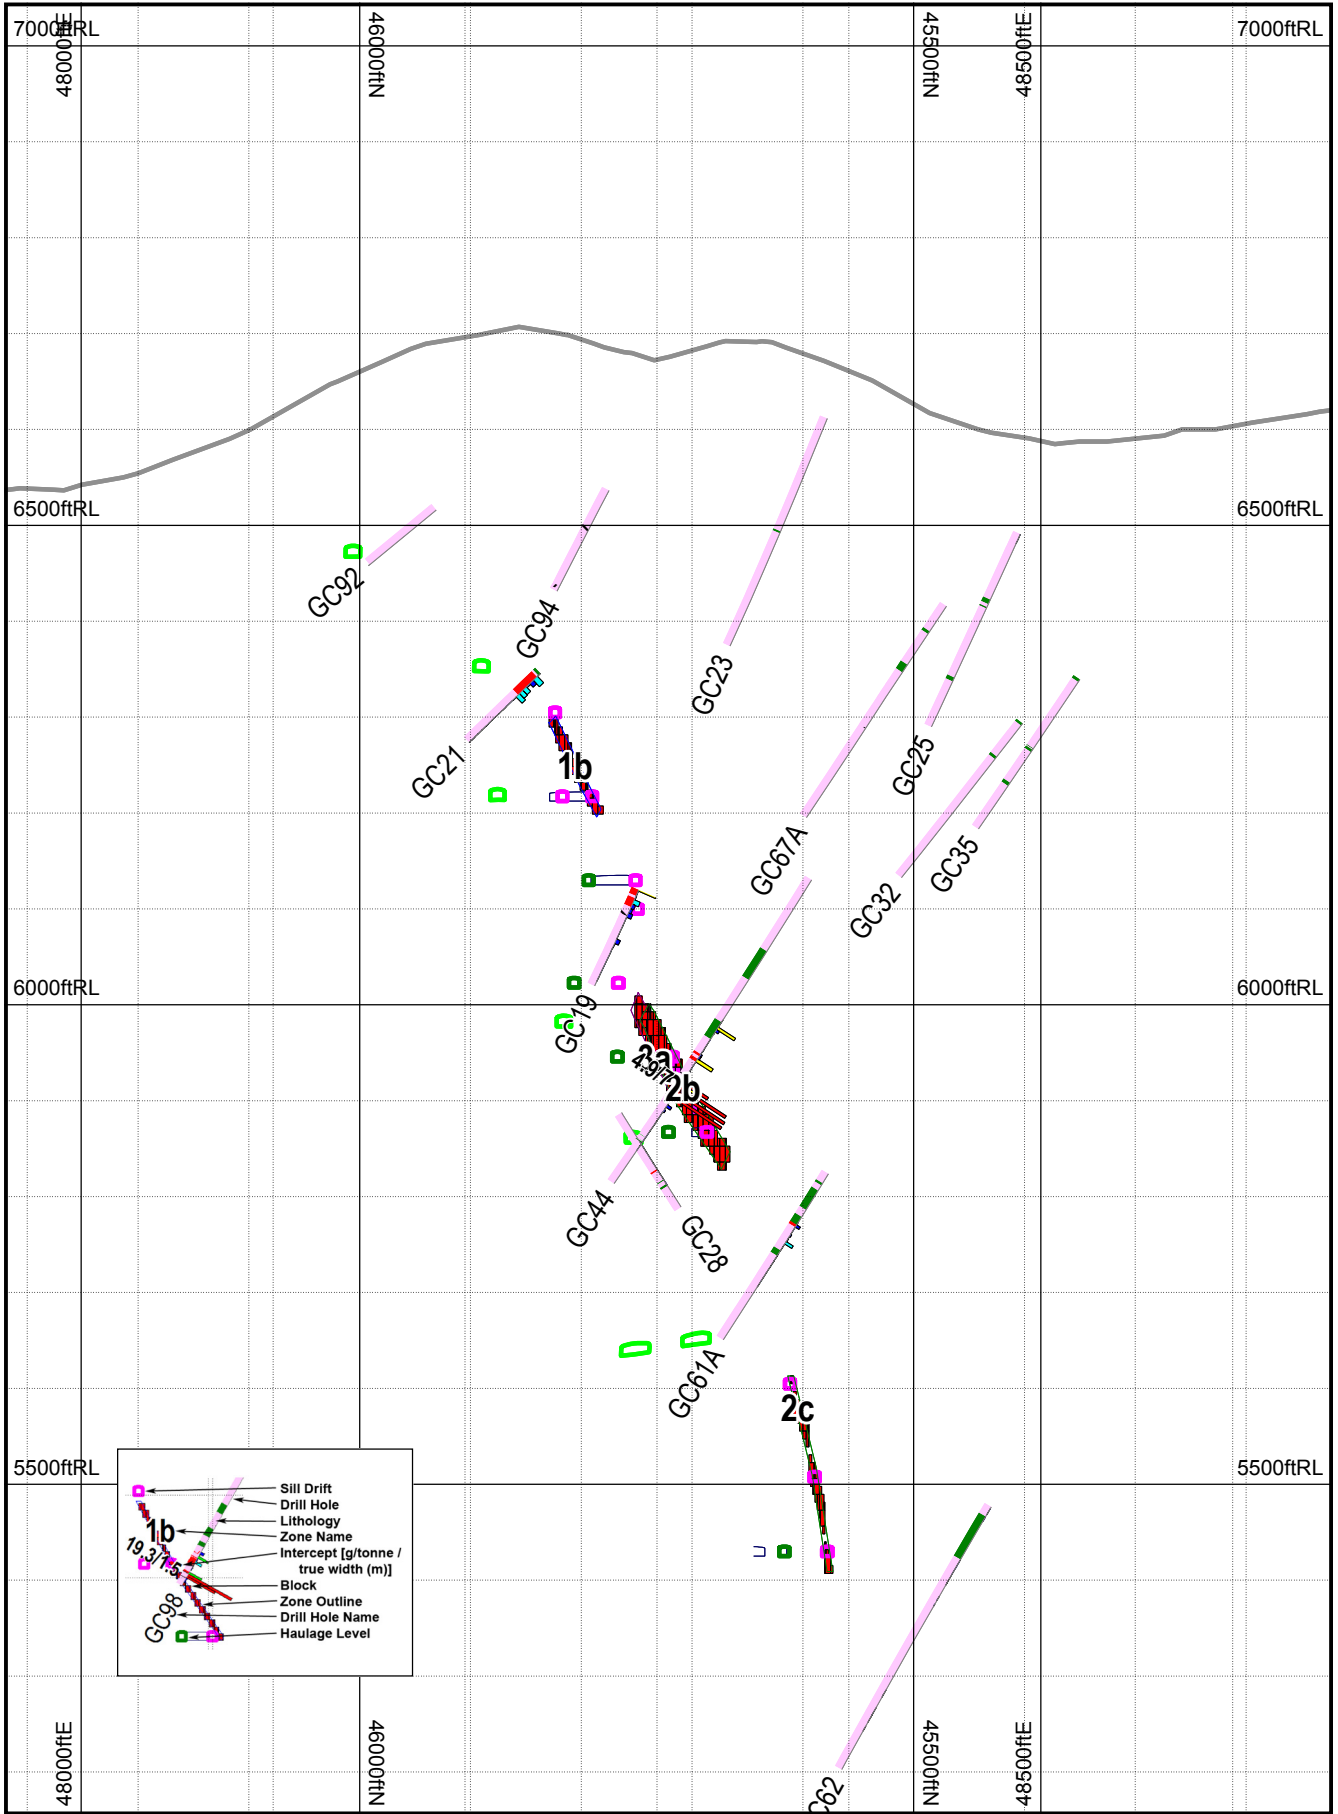 7000ftRL
48000ftE
46000ftN
45500ftN
48500ftE
7000ftRL
6500ftRL
6500ftRL
GC92
GC94
GC23
GC21
1b
GC25
GC67A
GC35
GC32
6000ftRL
6000ftRL
GC19
2a
2b
GC44
GC28
GC61A
2c
5500ftRL
5500ftRL
Sill Drift
Drill Hole
Lithology
1b
Zone Name
19.3/1.5
Intercept [g/tonne /
true width (m)]
Block
Zone Outline
GC98
Drill Hole Name
Haulage Level
48000ftE
46000ftN
45500ftN
48500ftE